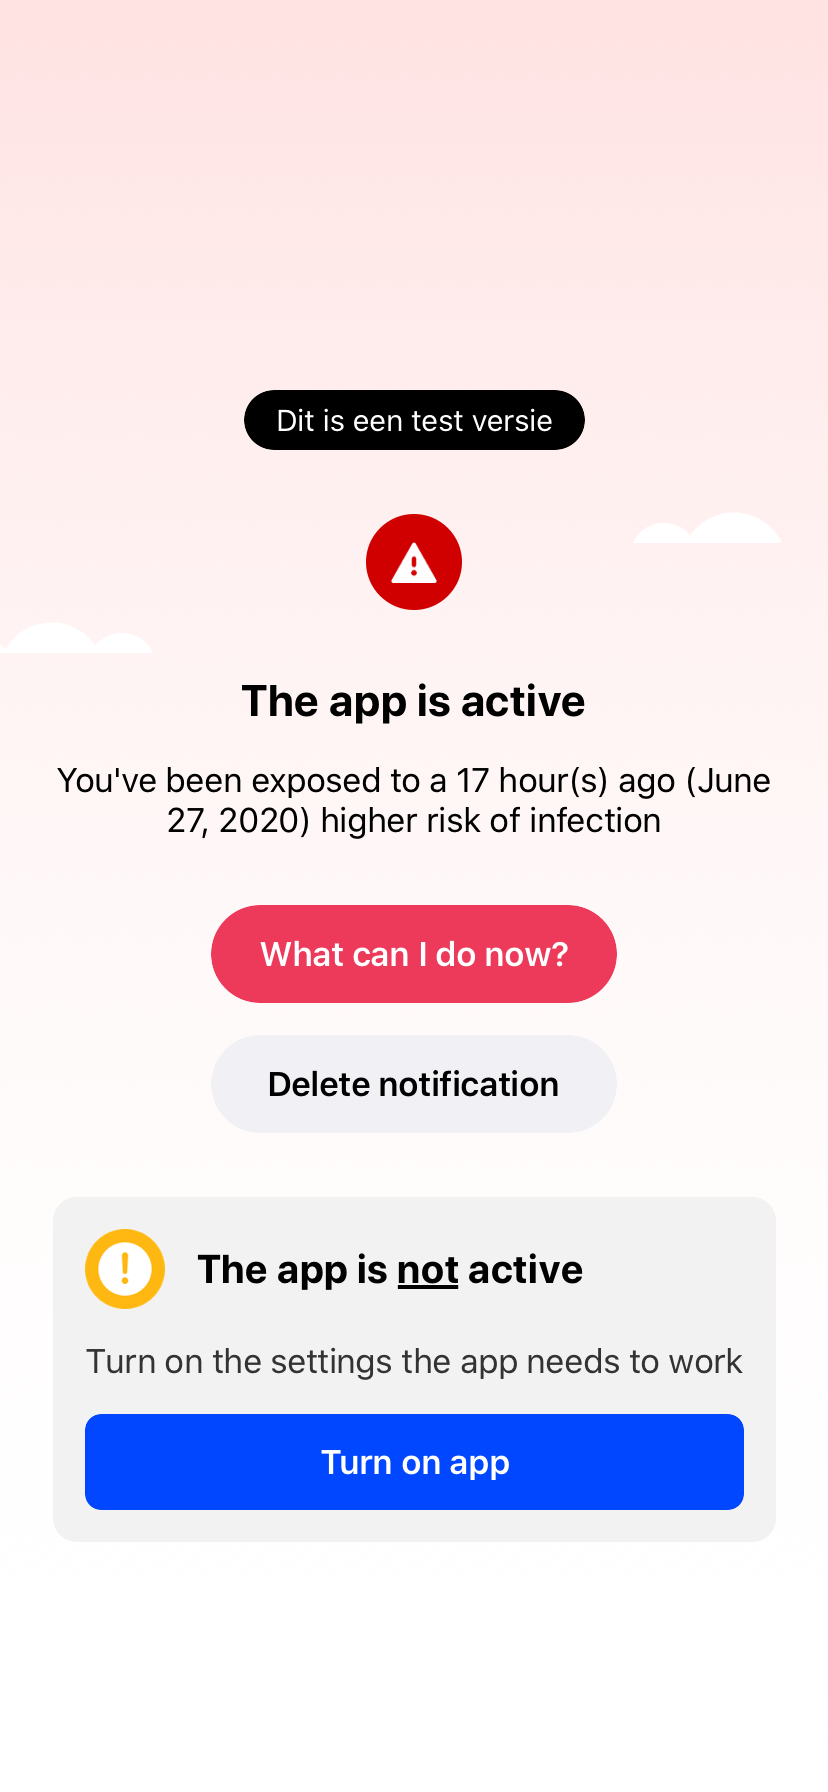 Dit is een test versie
The app is active
You've been exposed to a 17 hour(s) ago (June
27, 2020) higher risk of infection
What can I do now?
Delete notification
The app is not active
Turn on the settings the app needs to work
Turn on app